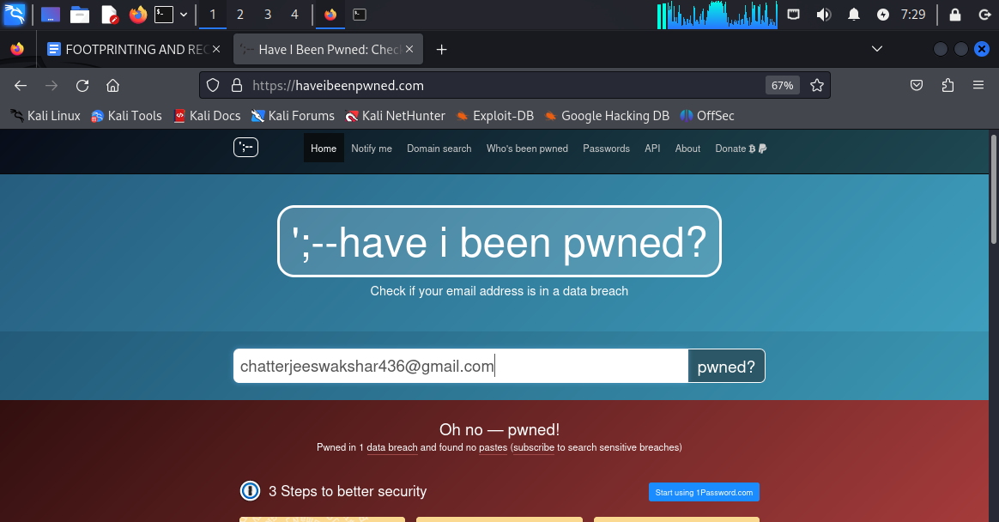 1 2 3 4 7:29
FOOTPRINTING AND REC Have I Been Pwned: Chec
https://haveibeenpwned.com 67%
Kali Linux Kali Tools Kali Docs Kali Forums Kali NetHunter Exploit-DB Google Hacking DB OffSec
';-- Home Notify me Domain search Who's been pwned Passwords API About Donate
';--have i been pwned?
Check if your email address is in a data breach
chatterjeeswakshar436@gmail.com pwned?
Oh no — pwned!
Pwned in 1 data breach and found no pastes (subscribe to search sensitive breaches)
3 Steps to better security Start using 1Password.com